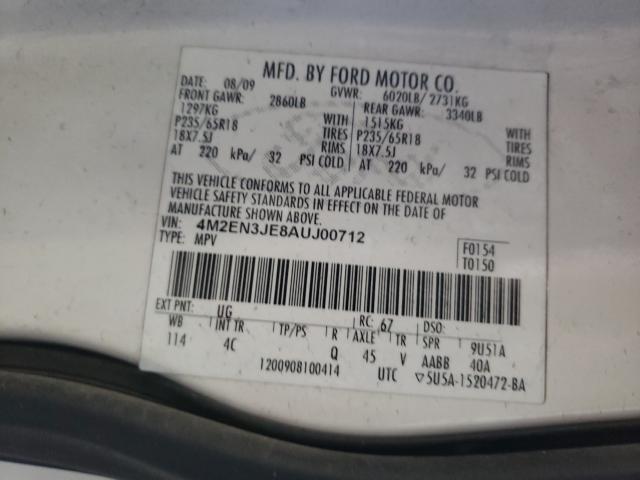 MFD. BY FORD MOTOR CO.
DATE: 08/09 GVWR: 6020LB/ 2731KG
FRONT GAWR: 2860LB REAR GAWR: 3340LB
1297KG WITH 1515KG WITH
P235/65R18 TIRES P235/65R18 TIRES
18X7.5J RIMS 18X7.5J RIMS
AT 220 kPa/ 32 PSI COLD AT 220 kPa/ 32 PSI COLD
THIS VEHICLE CONFORMS TO ALL APPLICABLE FEDERAL MOTOR
VEHICLE SAFETY STANDARDS IN EFFECT ON THE DATE OF
MANUFACTURE SHOWN ABOVE.
VIN: 4M2EN3JE8AUJ00712
TYPE: MPV
F0154
T0150
EXT PNT: UG RC: 67 DSO:
WB INT TR TP/PS R AXLE TR SPR 9U51A
114 4C Q 45 V AABB 40A
120090810​0414 UTC ▽5U5A-1520472-BA